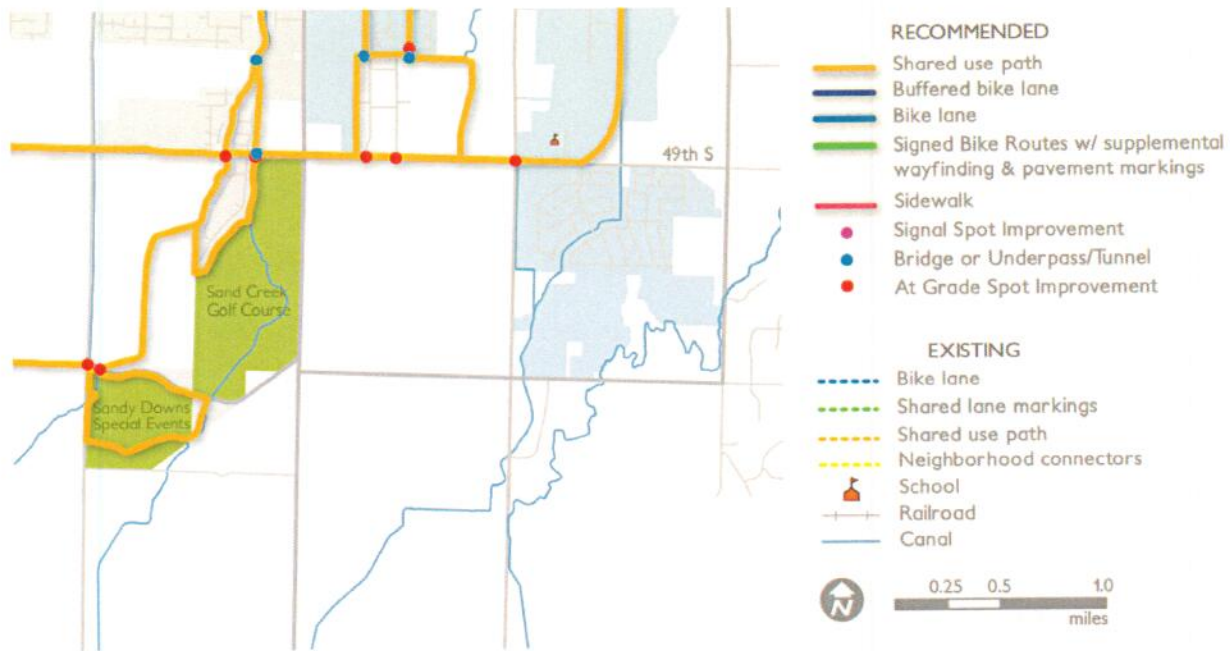 49th S
Sand Creek
Golf Course
Sandy Downs
Special Events
RECOMMENDED
Shared use path
Buffered bike lane
Bike lane
Signed Bike Routes w/ supplemental
wayfinding & pavement markings
Sidewalk
Signal Spot Improvement
Bridge or Underpass/Tunnel
At Grade Spot Improvement
EXISTING
Bike lane
Shared lane markings
Shared use path
Neighborhood connectors
School
Railroad
Canal
N
0.25 0.5 1.0
miles